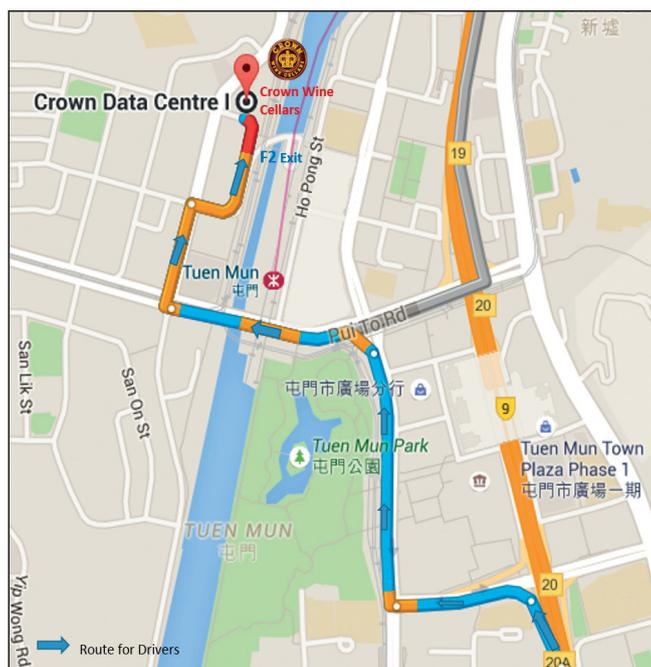 新墟
CROWN
WINE CELLARS
Crown Data Centre I
Crown Wine
Cellars
F2 Exit
Ho Pong St
19
Tuen Mun
屯門
20
Pui To Rd
San Lik St
San On St
屯門市廣場分行
9
Tuen Mun Park
屯門公園
Tuen Mun Town
Plaza Phase 1
屯門市廣場一期
TUEN MUN
屯門
Yip Wong Rd
20
Route for Drivers
20A